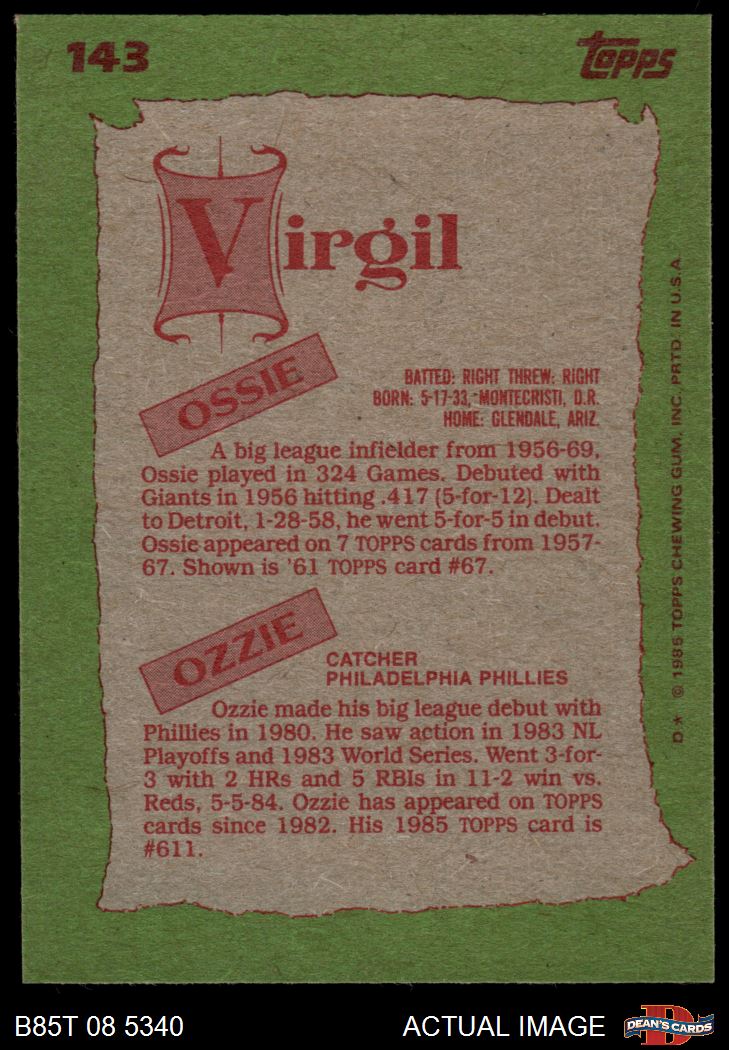 143
Topps
Virgil
OSSIE
BATTED: RIGHT THREW: RIGHT
BORN: 5-17-33, MONTECRISTI, D.R.
HOME: GLENDALE, ARIZ.
A big league infielder from 1956-69,
Ossie played in 324 Games. Debuted with
Giants in 1956 hitting .417 (5-for-12). Dealt
to Detroit, 1-28-58, he went 5-for-5 in debut.
Ossie appeared on 7 TOPPS cards from 1957-
67. Shown is '61 TOPPS card #67.
OZZIE
CATCHER
PHILADELPHIA PHILLIES
Ozzie made his big league debut with
Phillies in 1980. He saw action in 1983 NL
Playoffs and 1983 World Series. Went 3-for-
3 with 2 HRs and 5 RBIs in 11-2 win vs.
Reds, 5-5-84. Ozzie has appeared on TOPPS
cards since 1982. His 1985 TOPPS card is
#611.
D* © 1985 TOPPS CHEWING GUM, INC. PRTD. IN U.S.A.
B85T 08 5340
ACTUAL IMAGE
D
DEAN'S CARDS